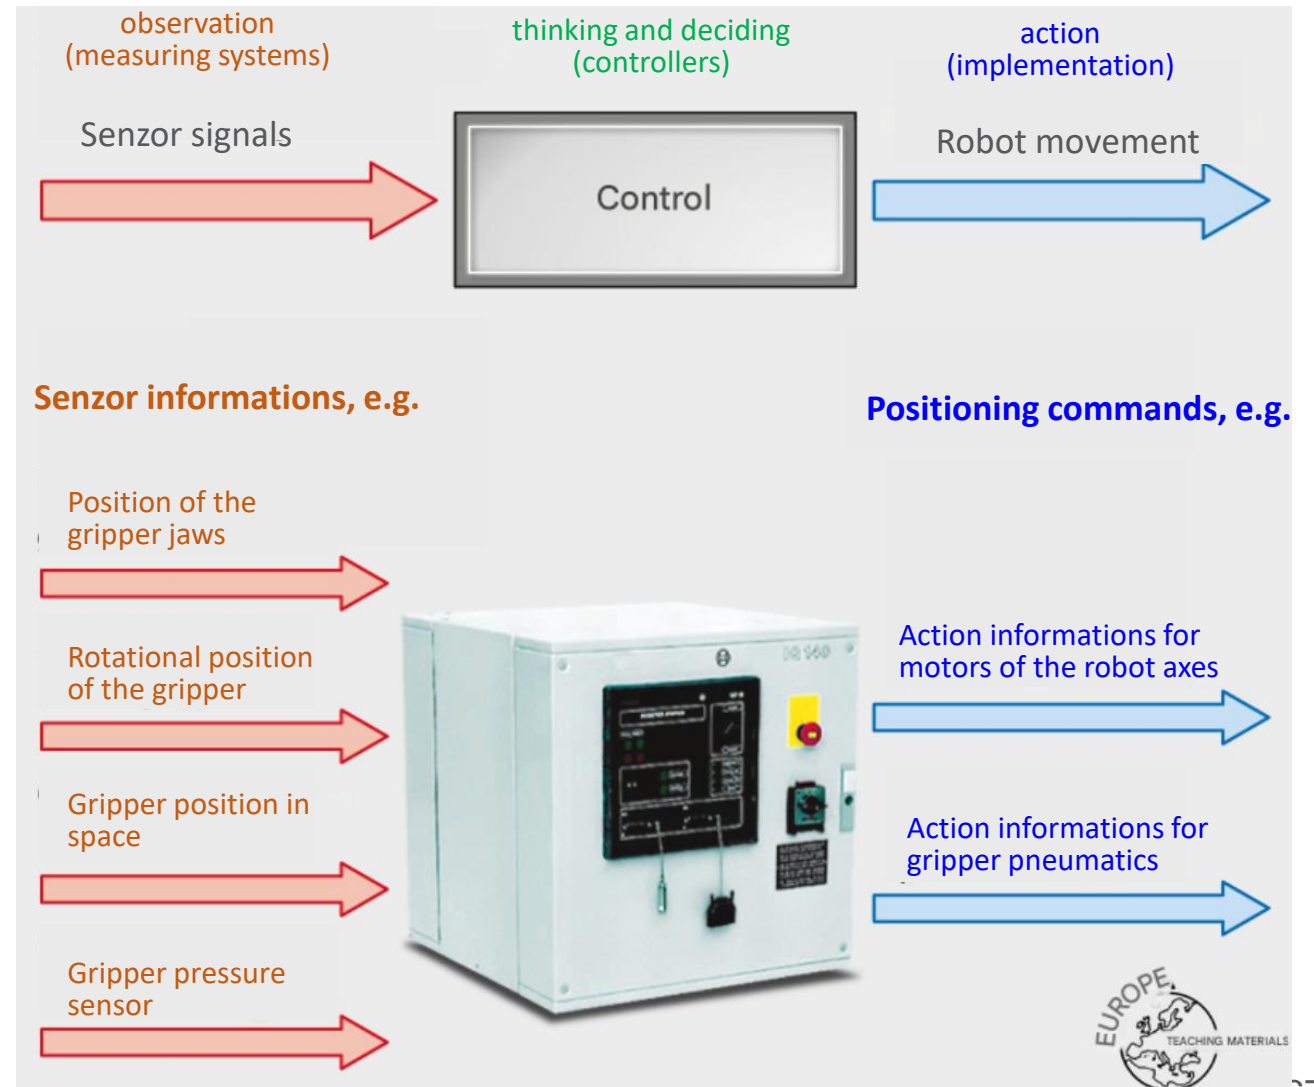 observation
(measuring systems)
thinking and deciding
(controllers)
action
(implementation)
Senzor signals
Control
Robot movement
Senzor informations, e.g.
Positioning commands, e.g.
Position of the
gripper jaws
Rotational position
of the gripper
Gripper position in
space
Gripper pressure
sensor
Action informations for
motors of the robot axes
Action informations for
gripper pneumatics
EUROPE
TEACHING MATERIALS